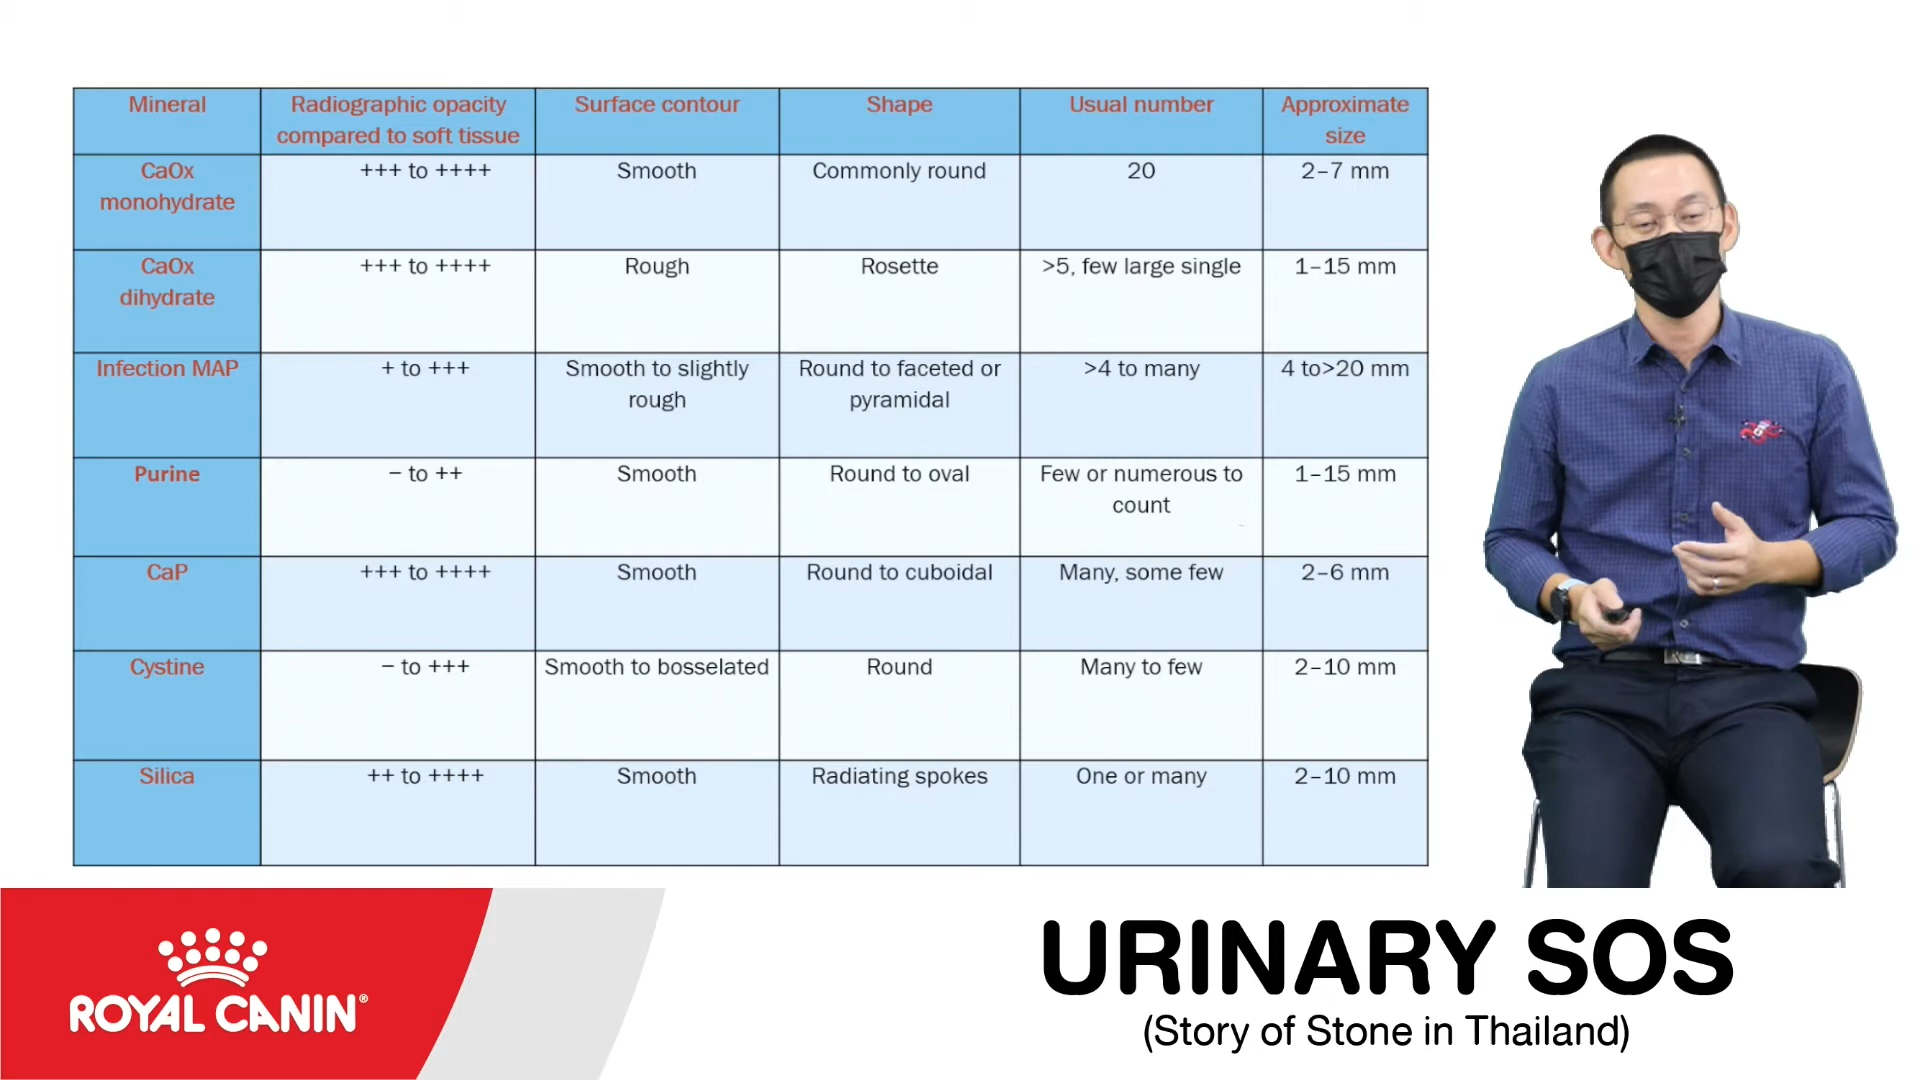 Mineral
Radiographic opacity
compared to soft tissue
Surface contour
Shape
Usual number
Approximate
size
CaOx
monohydrate
+++ to ++++
Smooth
Commonly round
20
2–7 mm
CaOx
dihydrate
+++ to ++++
Rough
Rosette
>5, few large single
1–15 mm
Infection MAP
+ to +++
Smooth to slightly
rough
Round to faceted or
pyramidal
>4 to many
4 to>20 mm
Purine
− to ++
Smooth
Round to oval
Few or numerous to
count
1–15 mm
CaP
+++ to ++++
Smooth
Round to cuboidal
Many, some few
2–6 mm
Cystine
− to +++
Smooth to bosselated
Round
Many to few
2–10 mm
Silica
++ to ++++
Smooth
Radiating spokes
One or many
2–10 mm
ROYAL CANIN®
URINARY SOS
(Story of Stone in Thailand)